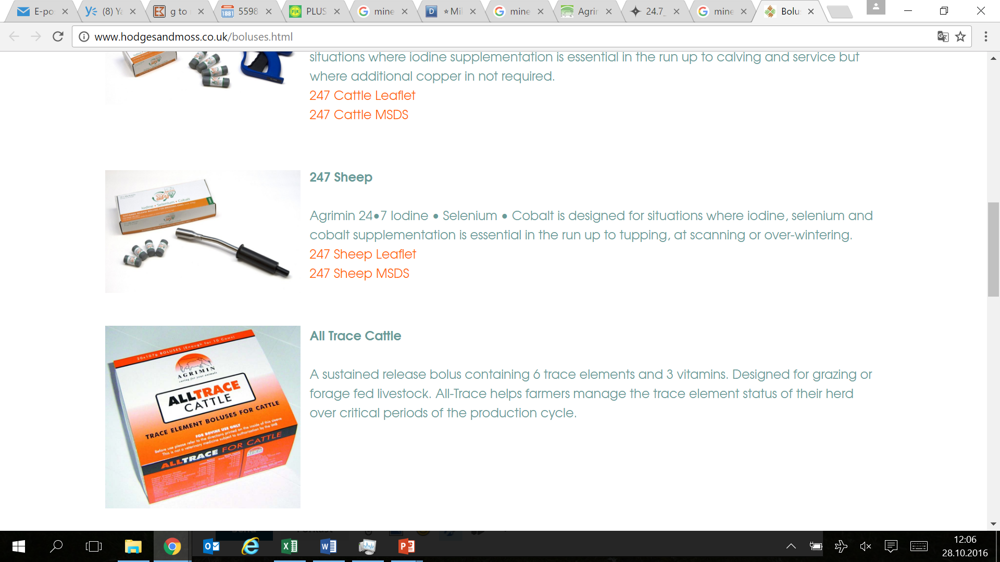 E-po
(8) Ya
g to
5598
PLUS
mine
Mil
mine
Agrin
24.7_
mine
Bolu
www.hodgesandmoss.co.uk/boluses.html
situations where iodine supplementation is essential in the run up to calving and service but
where additional copper in not required.
247 Cattle Leaflet
247 Cattle MSDS
247 Sheep
Iodine • Selenium • Cobalt
Agrimin 24•7 Iodine • Selenium • Cobalt is designed for situations where iodine, selenium and
cobalt supplementation is essential in the run up to tupping, at scanning or over-wintering.
247 Sheep Leaflet
247 Sheep MSDS
All Trace Cattle
A sustained release bolus containing 6 trace elements and 3 vitamins. Designed for grazing or
forage fed livestock. All-Trace helps farmers manage the trace element status of their herd
over critical periods of the production cycle.
20x107g BOLUSES (Enough for 10 Cows)
AGRIMIN
caring for your animals
ALLTRACE
CATTLE
TRACE ELEMENT BOLUSES FOR CATTLE
FOR BOVINE USE ONLY
Before use please refer to the directions printed on the inside of this sleeve
This is not a veterinary medicine subject to authorisation by the
ALLTRACE FOR CATTLE
12:06
28.10.2016